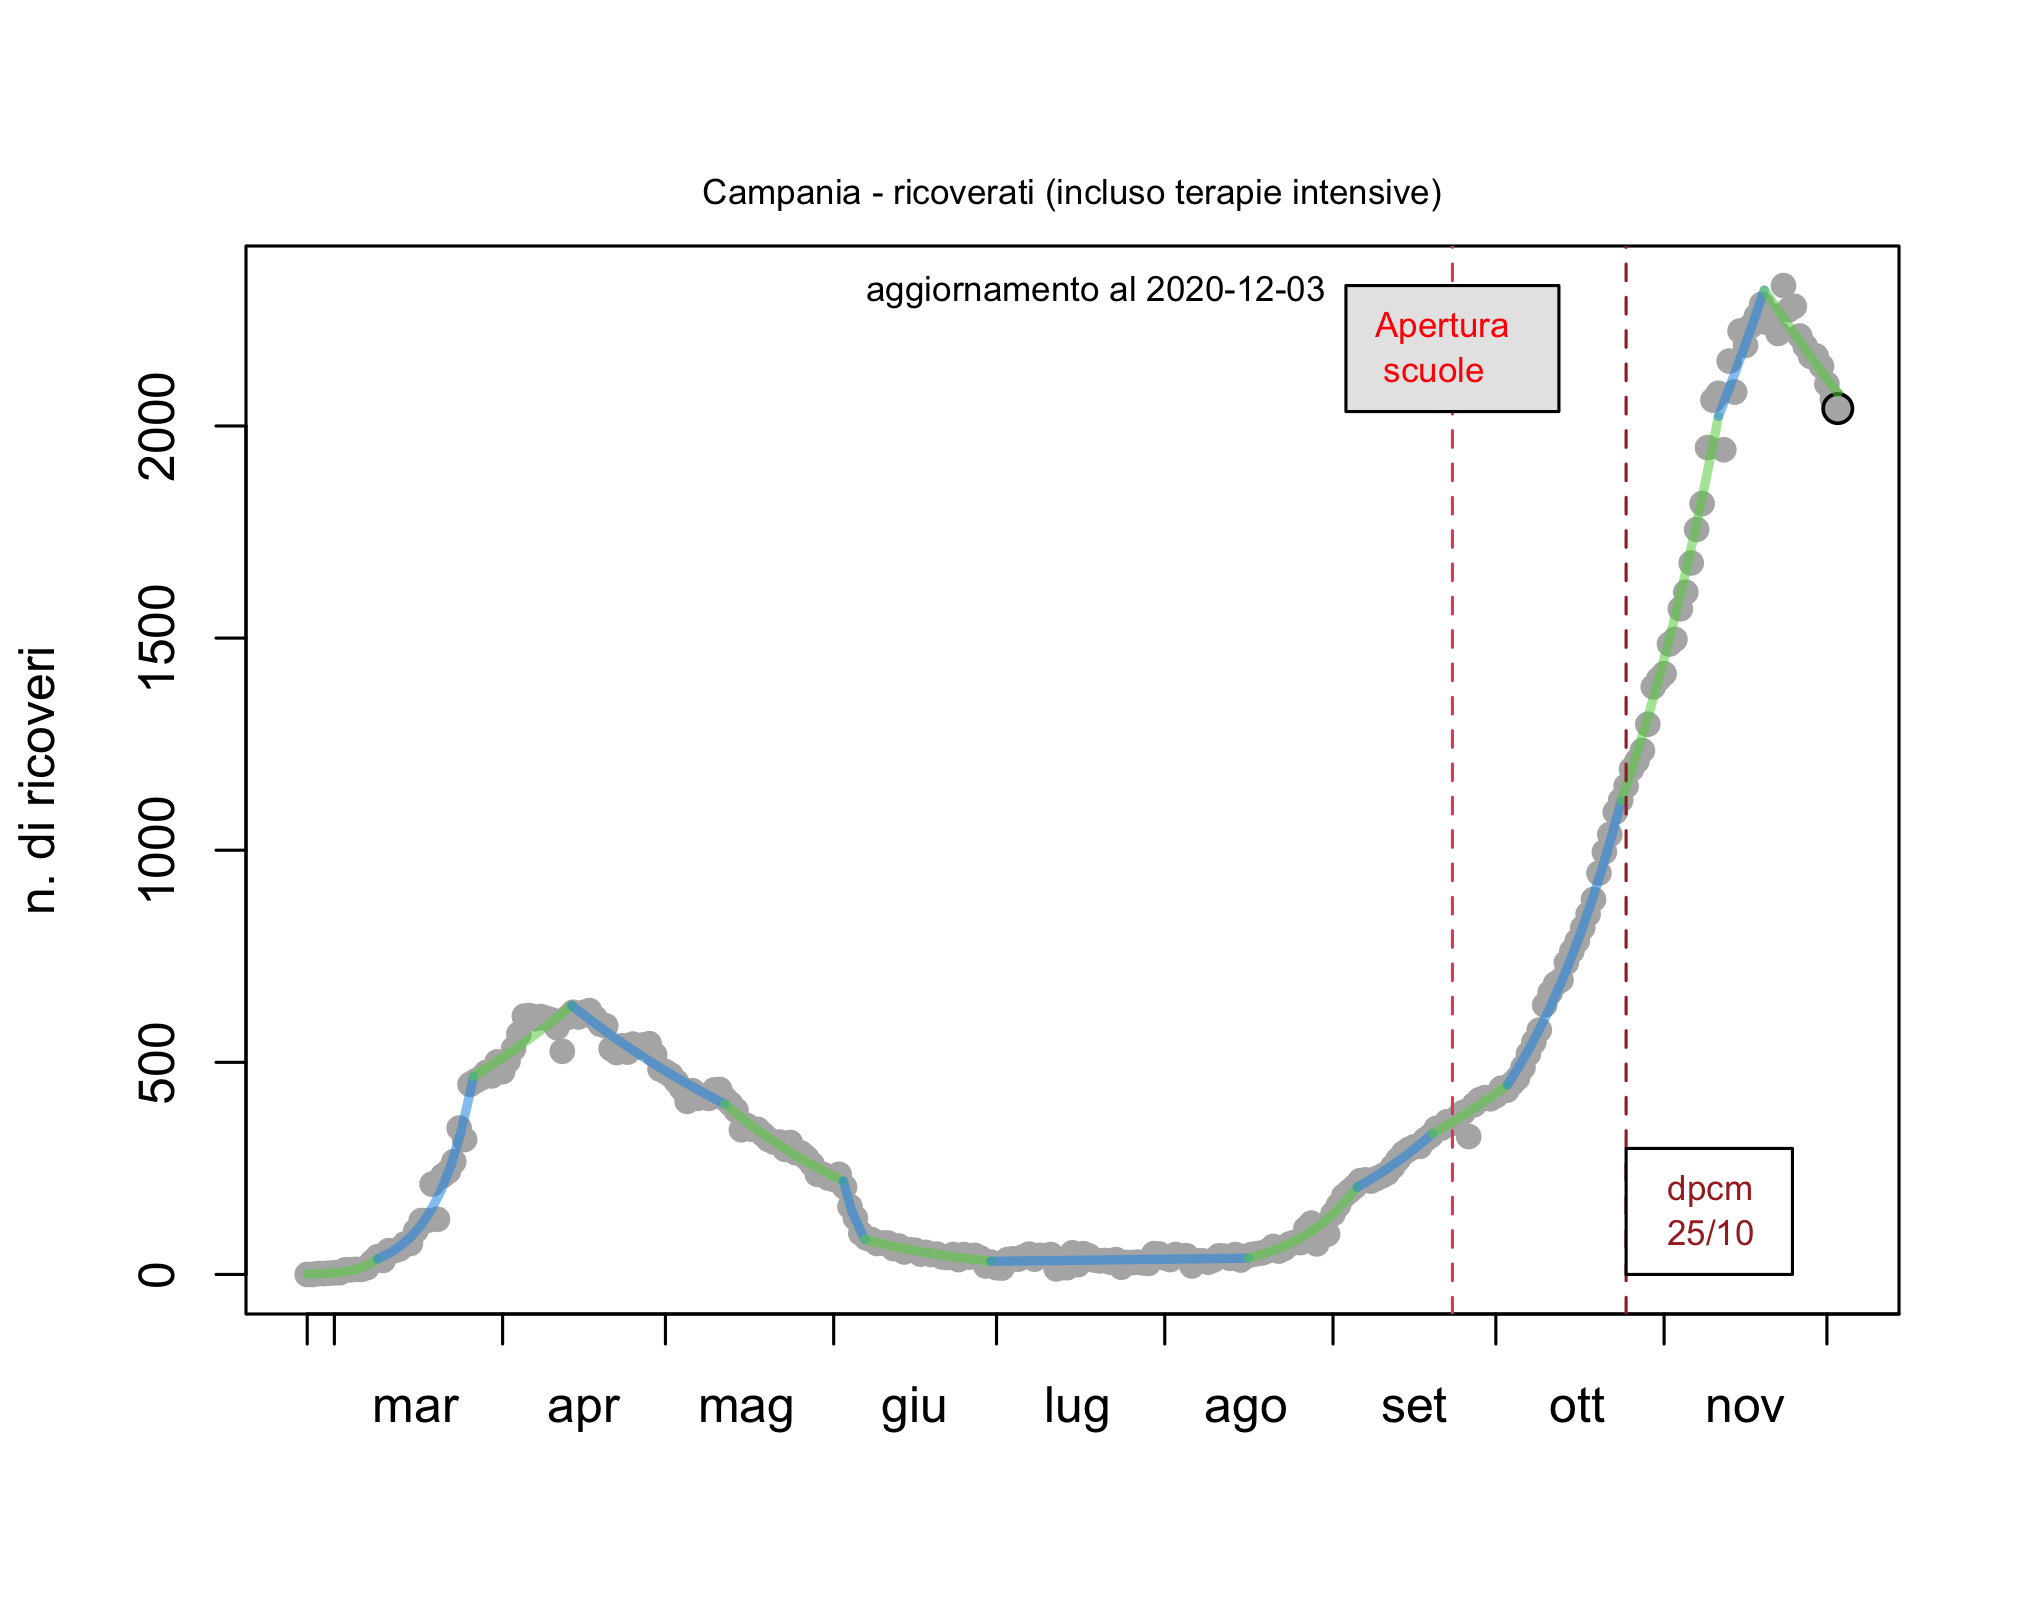 Campania - ricoverati (incluso terapie intensive)
aggiornamento al 2020-12-03
Apertura
scuole
n. di ricoveri
2000
1500
1000
500
0
dpcm
25/10
mar apr mag giu lug ago set ott nov